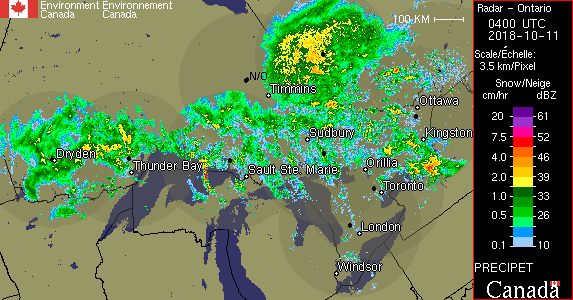 Environment Environnement
Canada Canada
100 KM
N/O
Timmins
Ottawa
Sudbury
Kingston
Dryden
Thunder Bay
Sault Ste. Marie
Orillia
Toronto
London
Windsor
Radar - Ontario
0400 UTC
2018-10-11
Scale/Échelle:
3.5 km/Pixel
Snow/Neige
cm/hr dBZ
20 61
7.5 52
4.0 46
2.0 39
1.0 33
0.5 26
0.1 10
PRECIPET
Canada